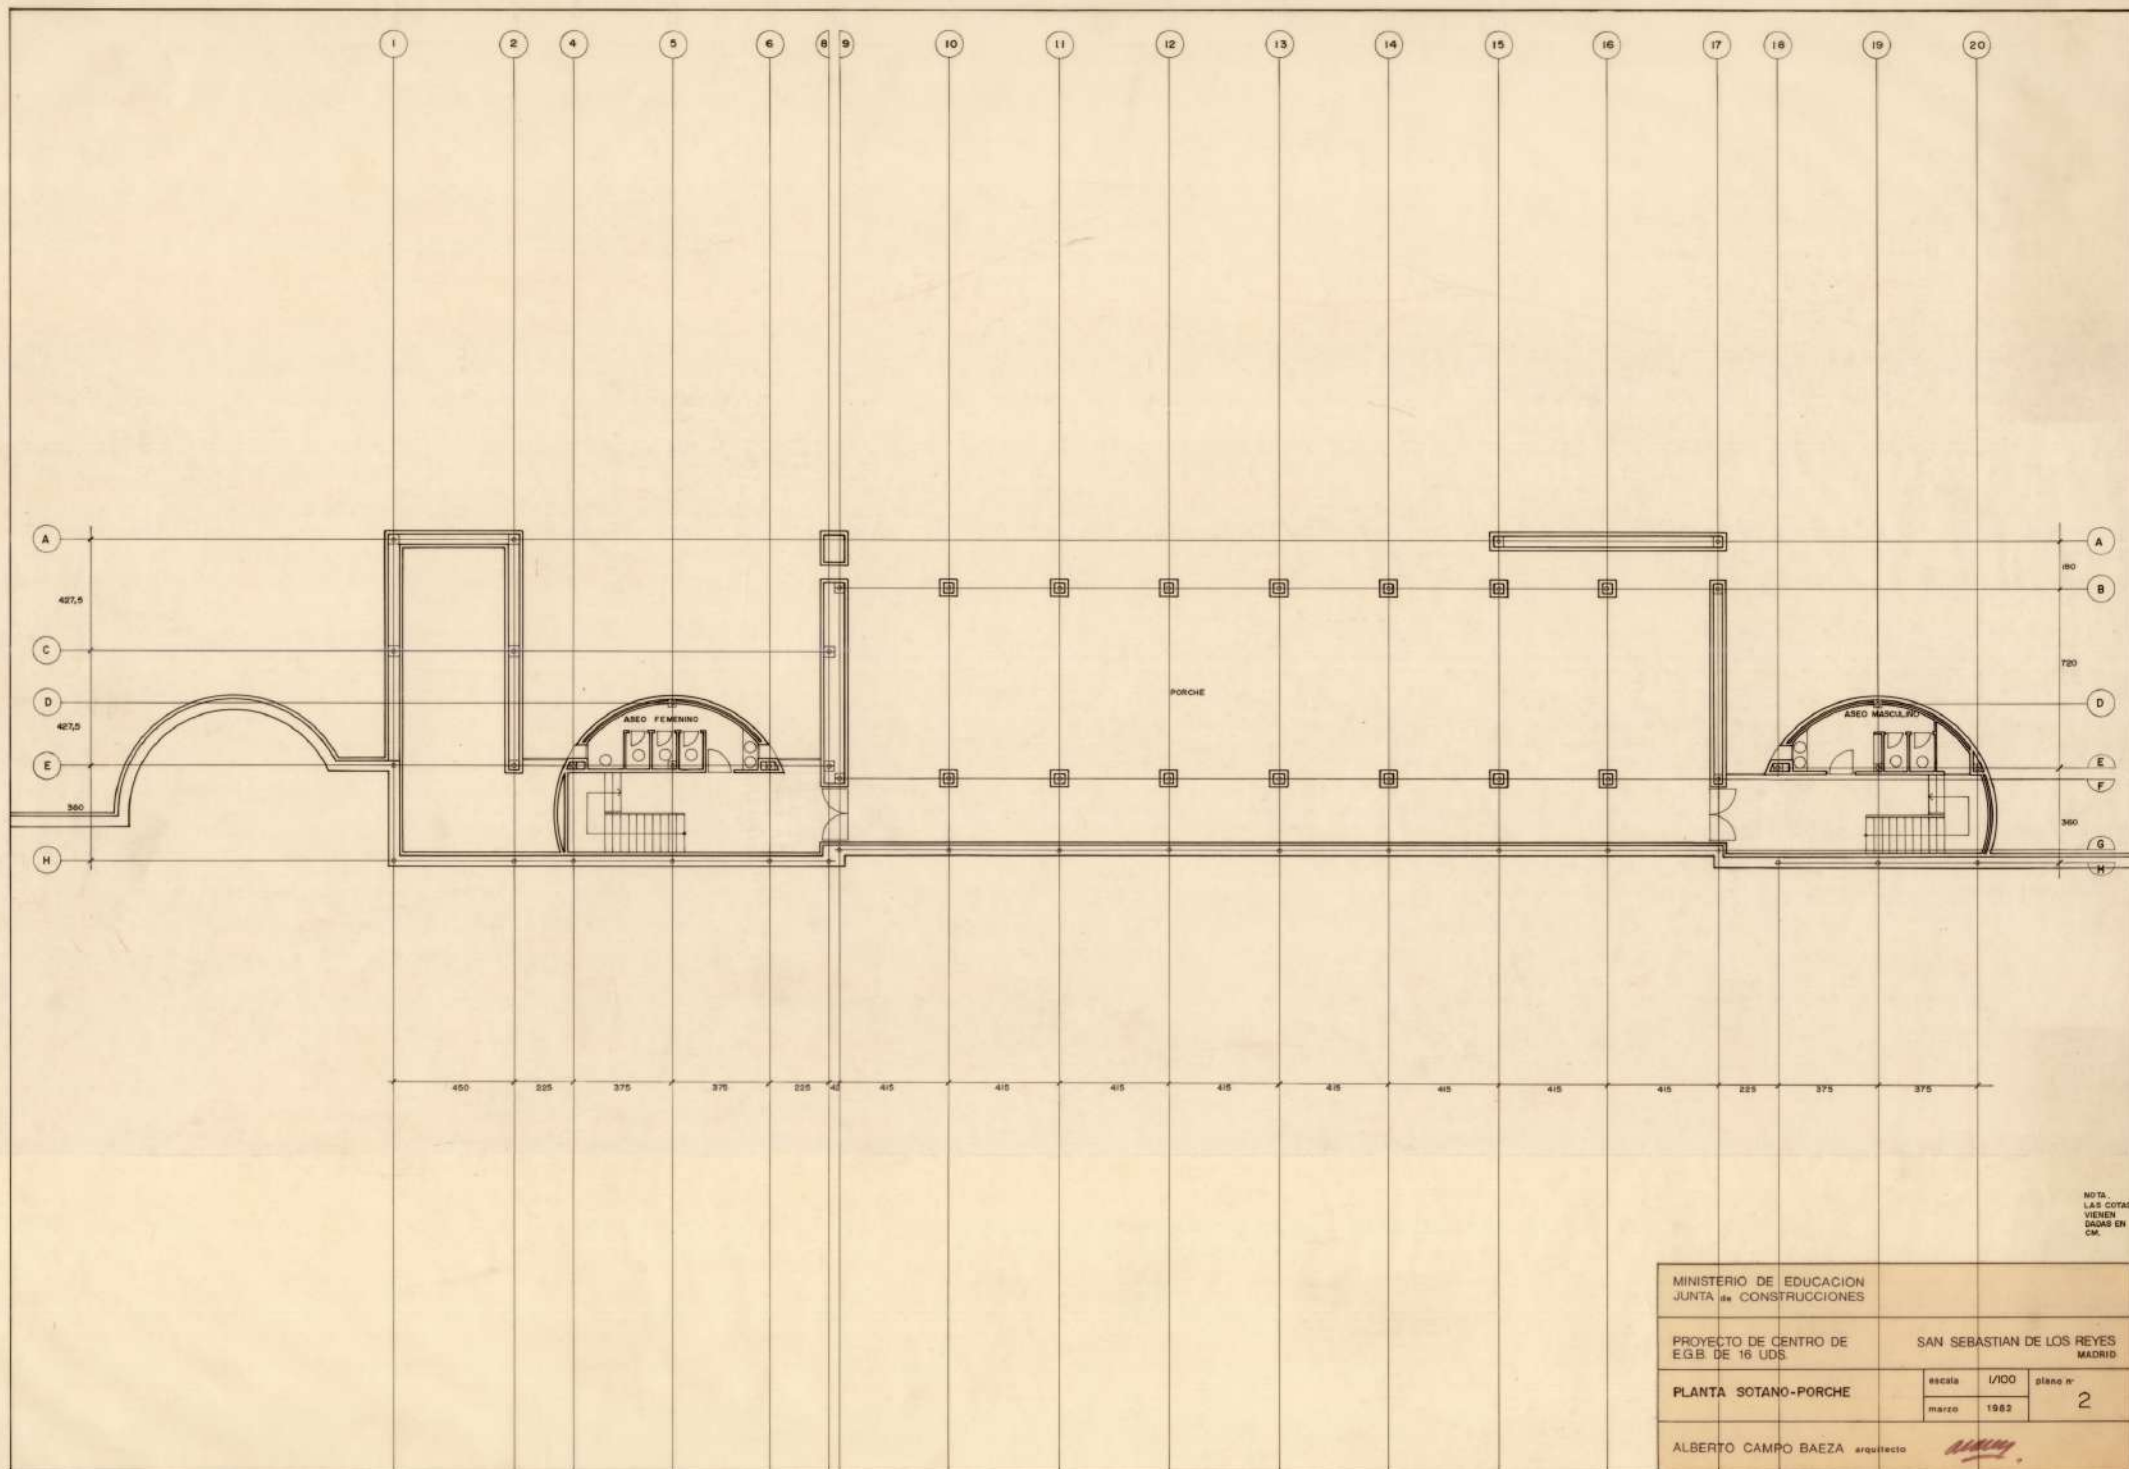 1 2 4 5 6 8 9 10 11 12 13 14 15 16 17 18 19 20
A A
180
B B
427,5
C
720
PORCHE
D D
ASEO FEMENINO ASEO MASCULINO
427,5
E E
F
360 360
G
H H
450 225 375 375 225 42 415 415 415 415 415 415 415 415 225 375 375
NOTA.
LAS COTAS
VIENEN
DADAS EN
CM.
MINISTERIO DE EDUCACION
JUNTA de CONSTRUCCIONES
PROYECTO DE CENTRO DE SAN SEBASTIAN DE LOS REYES
E.G.B. DE 16 UDS. MADRID
PLANTA SOTANO-PORCHE escala 1/100 plano nº
marzo 1982 2
ALBERTO CAMPO BAEZA arquitecto